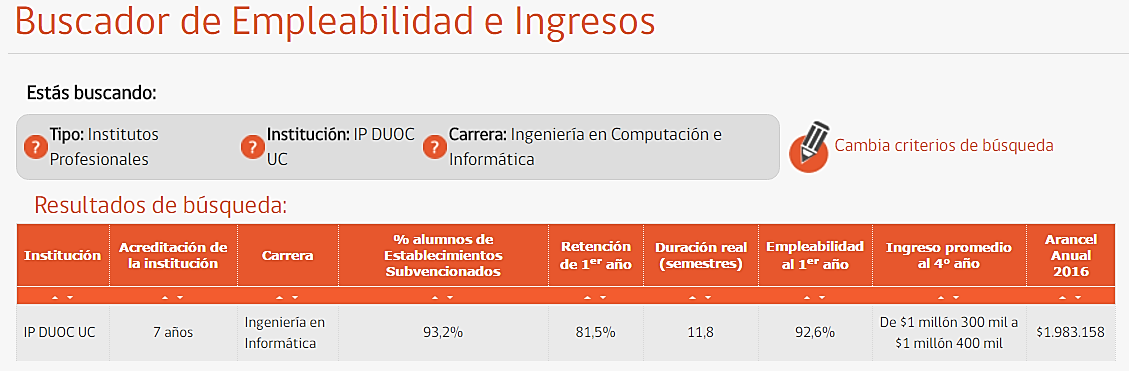 Buscador de Empleabilidad e Ingresos
Estás buscando:
? Tipo: Institutos
Profesionales
? Institución: IP DUOC
UC
? Carrera: Ingeniería en Computación e
Informática
Cambia criterios de búsqueda
Resultados de búsqueda:
Institución
Acreditación de
la institución
Carrera
% alumnos de
Establecimientos
Subvencionados
Retención
de 1er año
Duración real
(semestres)
Empleabilidad
al 1er año
Ingreso promedio
al 4º año
Arancel
Anual
2016
IP DUOC UC
7 años
Ingeniería en
Informática
93,2%
81,5%
11,8
92,6%
De $1 millón 300 mil a
$1 millón 400 mil
$1.983.158